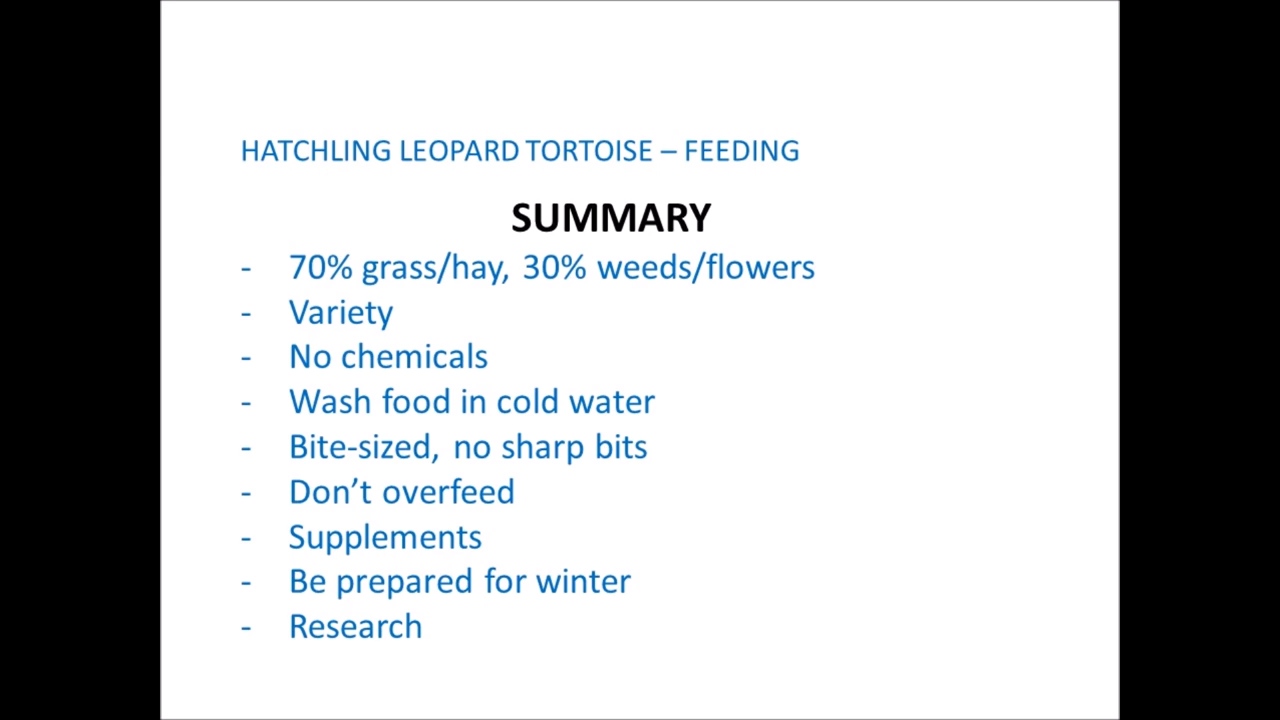 HATCHLING LEOPARD TORTOISE – FEEDING
SUMMARY
- 70% grass/hay, 30% weeds/flowers
- Variety
- No chemicals
- Wash food in cold water
- Bite-sized, no sharp bits
- Don’t overfeed
- Supplements
- Be prepared for winter
- Research